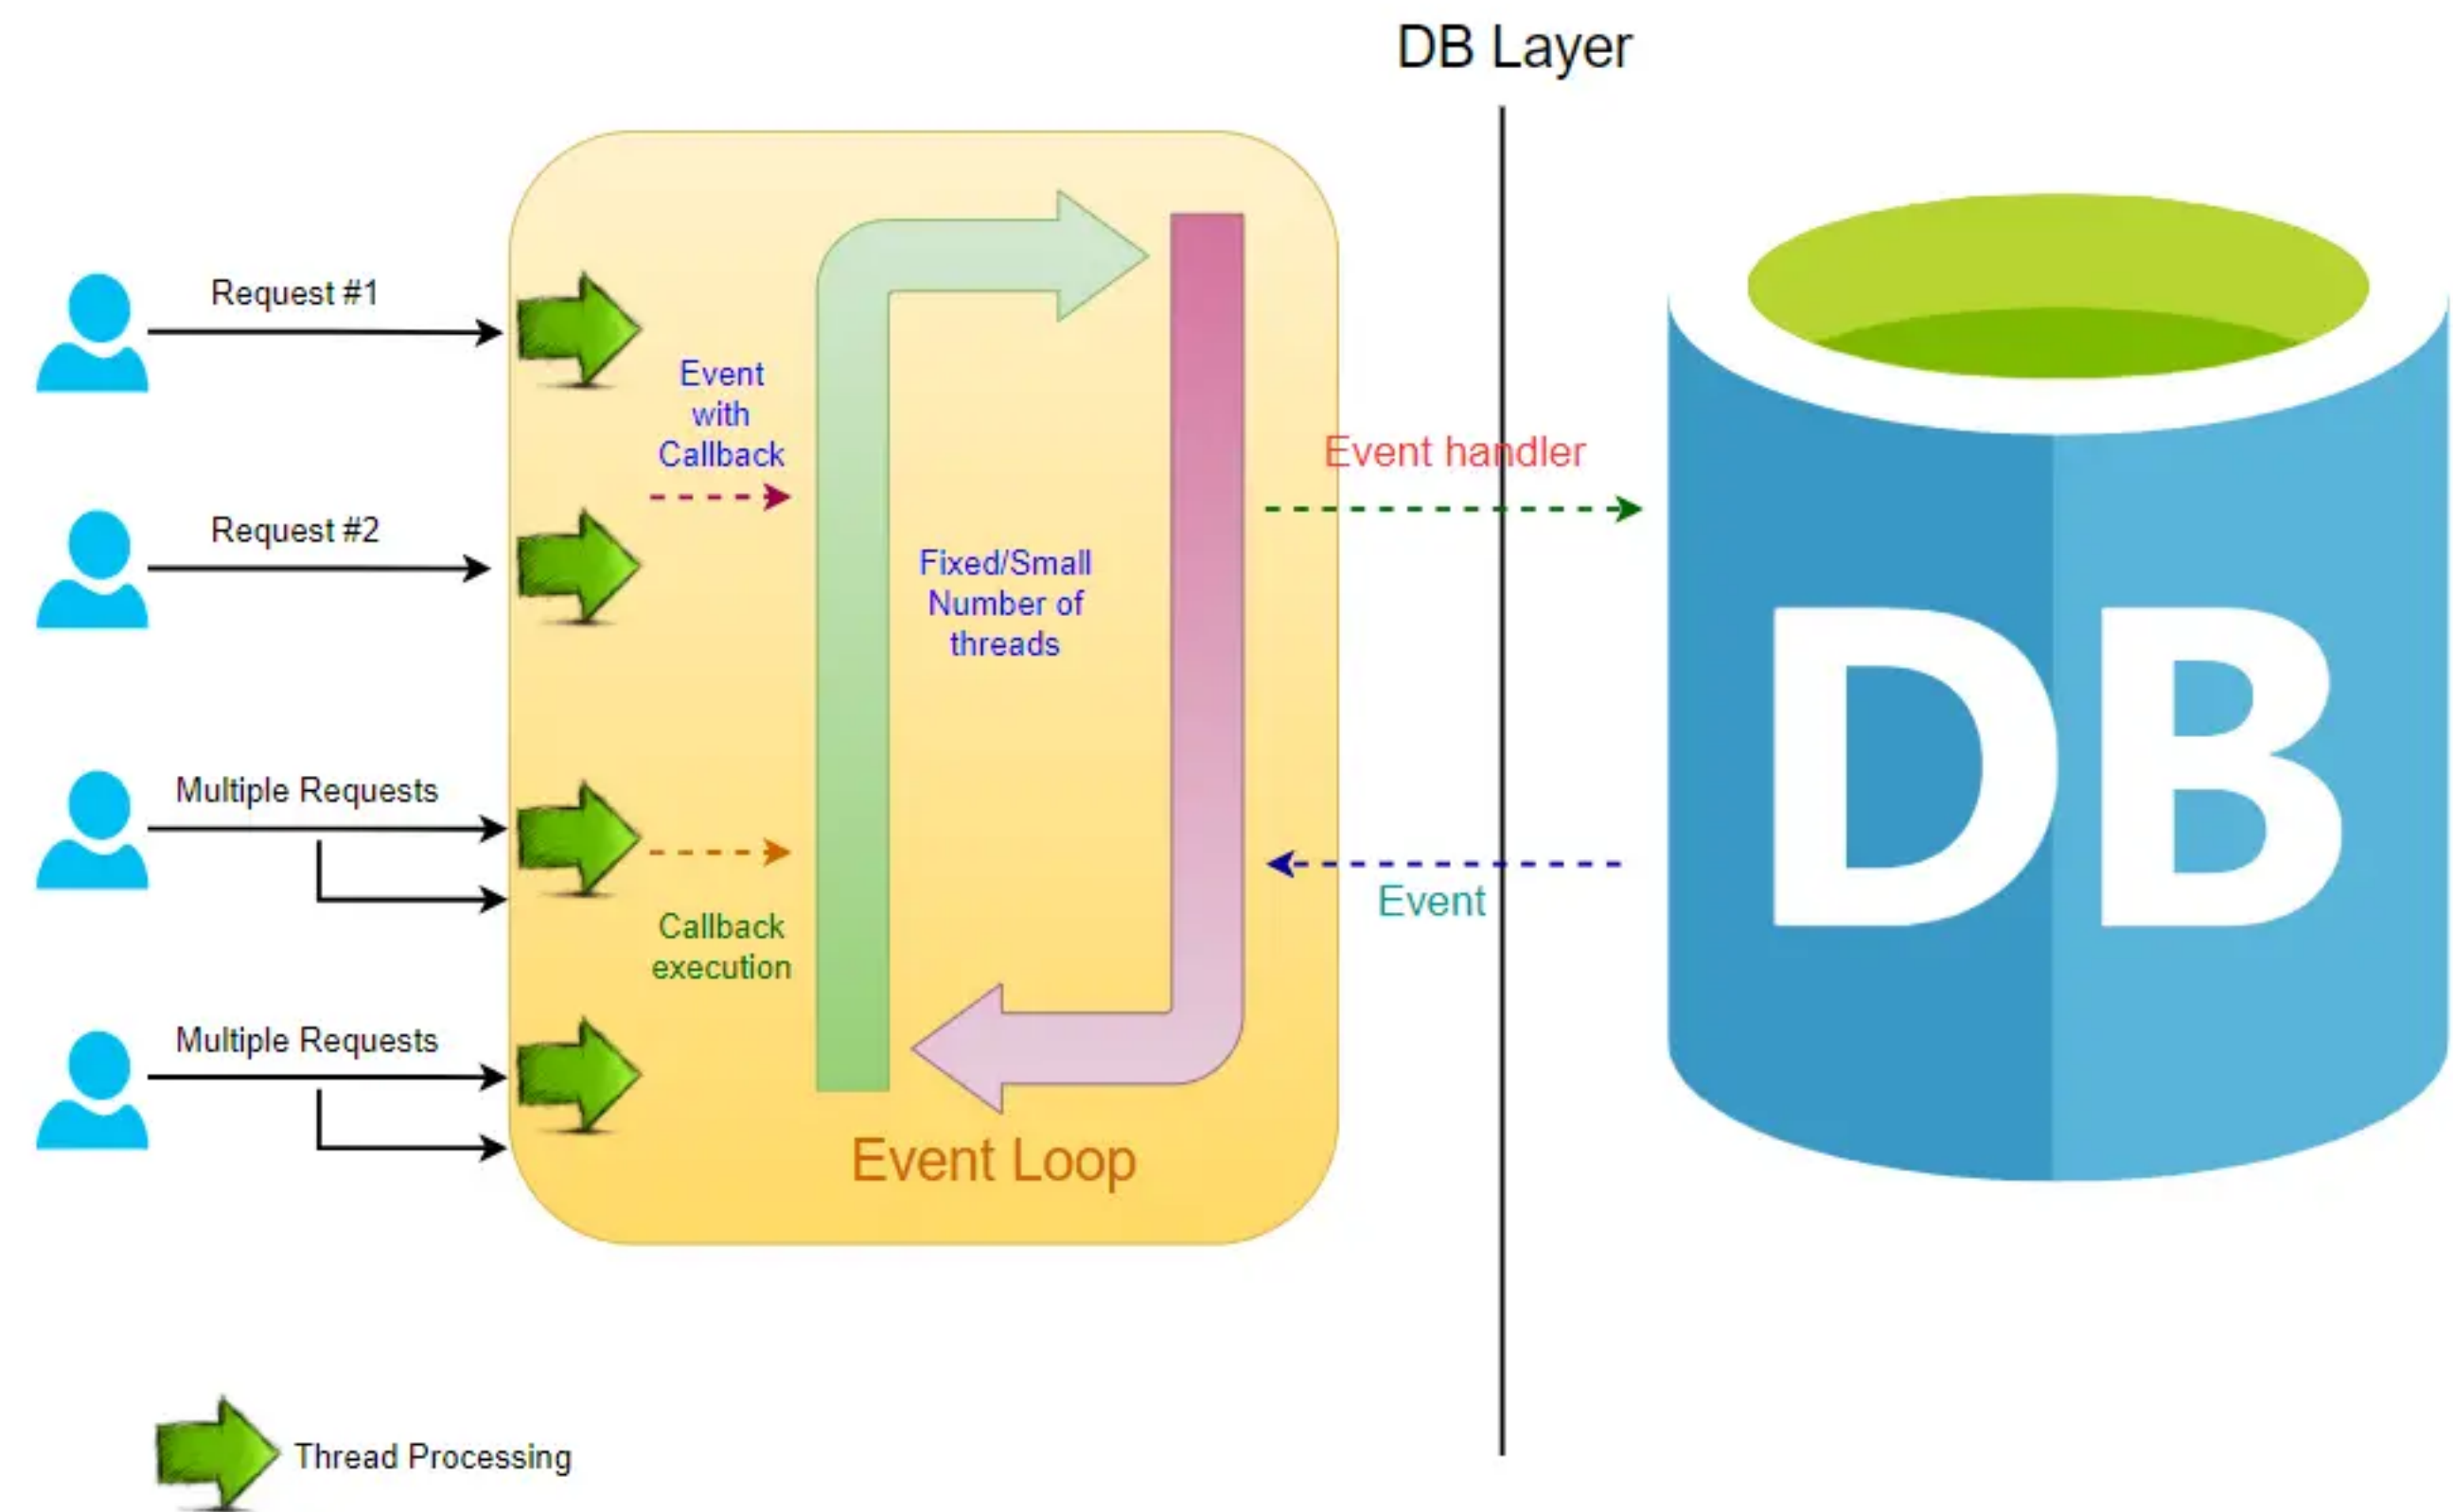 DB Layer
Request #1
Event
with
Callback
Event handler
Request #2
Fixed/Small
Number of
threads
DB
Multiple Requests
Event
Callback
execution
Multiple Requests
Event Loop
Thread Processing